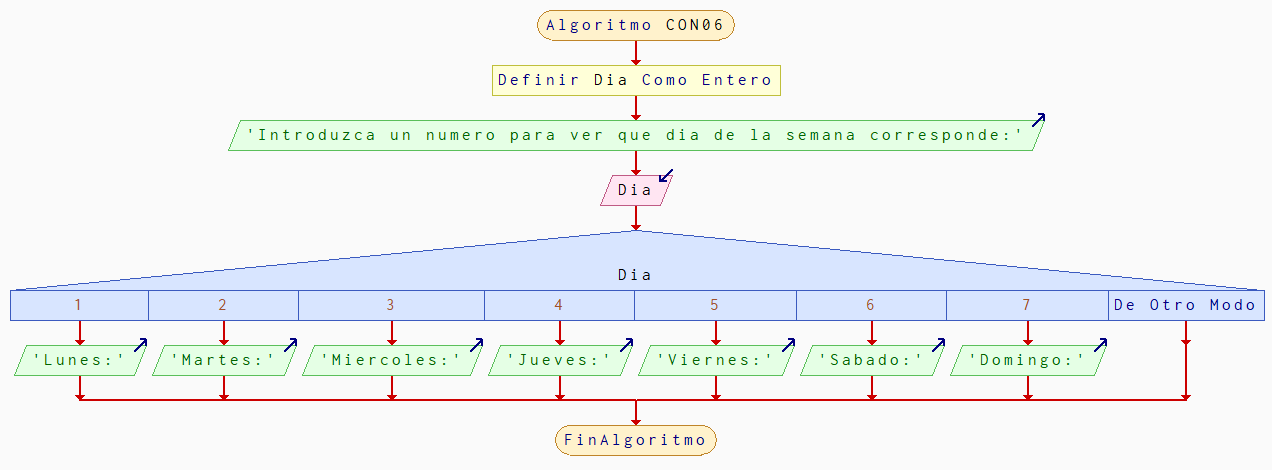 Algoritmo CON06
Definir Dia Como Entero
'Introduzca un numero para ver que dia de la semana corresponde:'
Dia
Dia
1 2 3 4 5 6 7 De Otro Modo
'Lunes:' 'Martes:' 'Miercoles:' 'Jueves:' 'Viernes:' 'Sabado:' 'Domingo:'
FinAlgoritmo